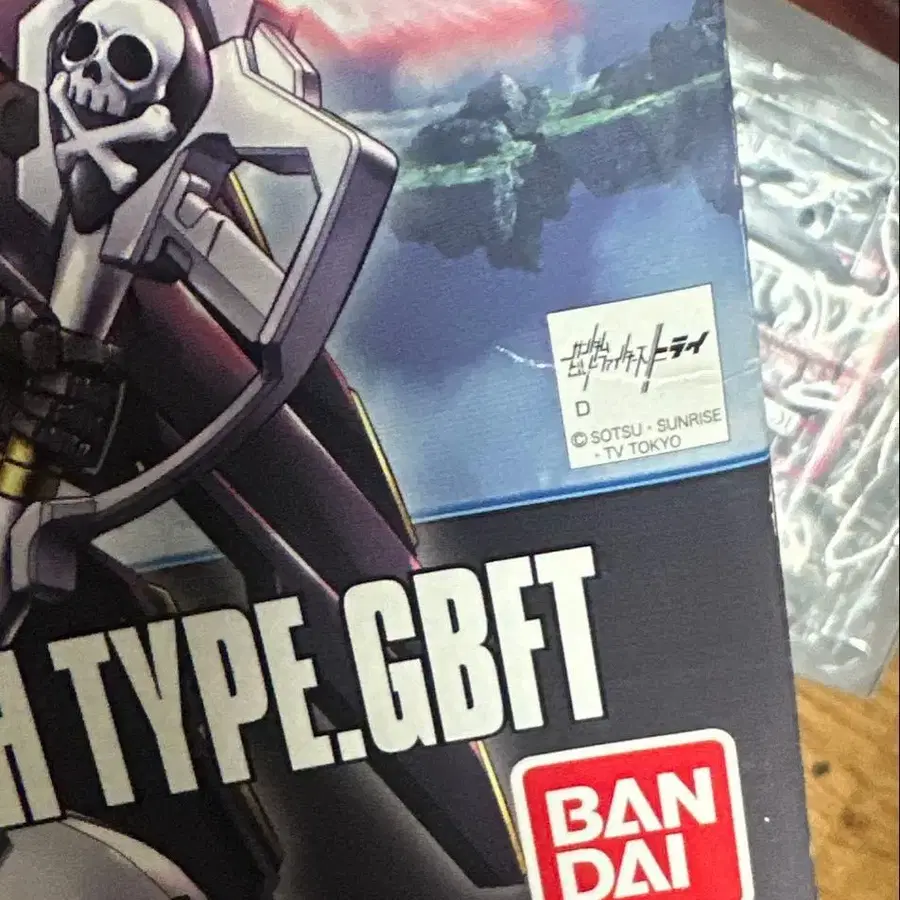 ガンダム
ビルドファイターズトライ
D
© SOTSU・SUNRISE
・TV TOKYO
TYPE.GBFT
BAN
DAI